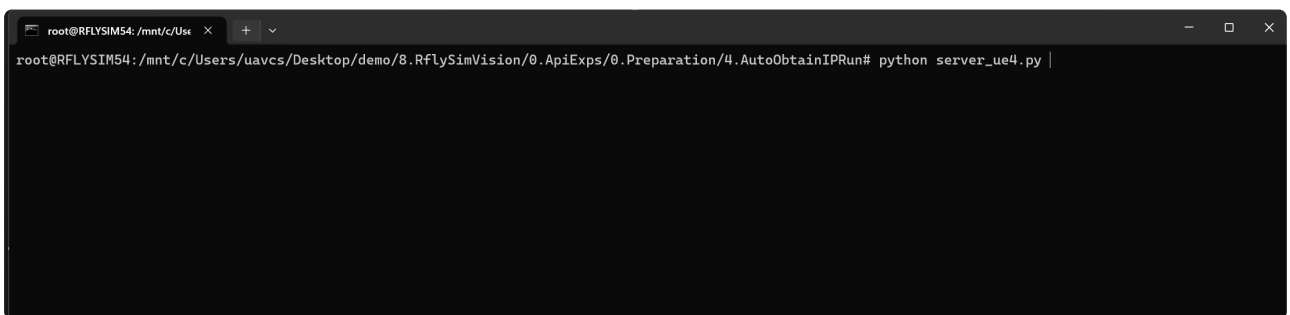 root@RFLYSIM54: /mnt/c/Use
root@RFLYSIM54:/mnt/c/Users/uavcs/Desktop/demo/8.RflySimVision/0.ApiExps/0.Preparation/4.AutoObtainIPRun# python server_ue4.py